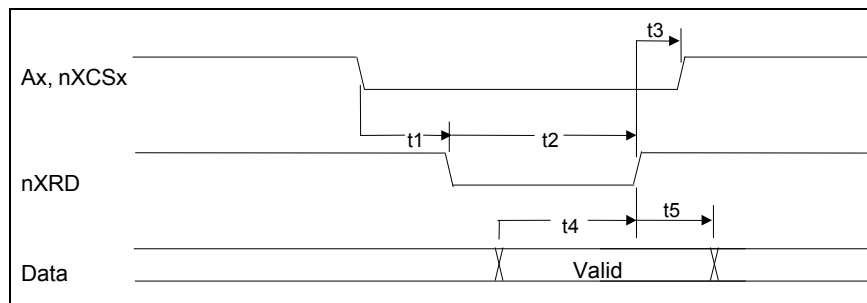 t3
Ax, nXCSx
t1 t2
nXRD
t4 t5
Data Valid